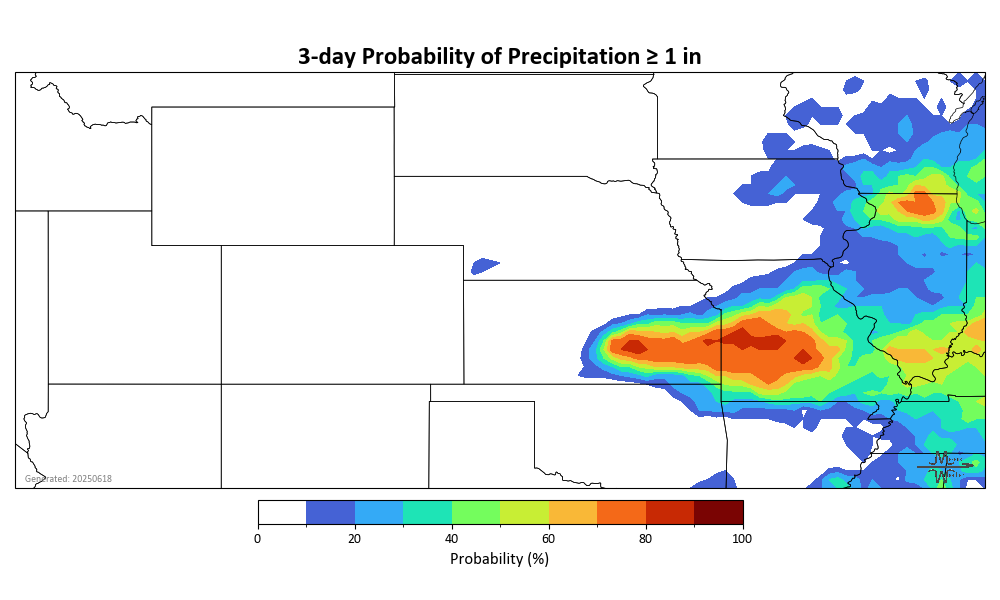 3-day Probability of Precipitation ≥ 1 in
Generated: 20250618
0 20 40 60 80 100
Probability (%)